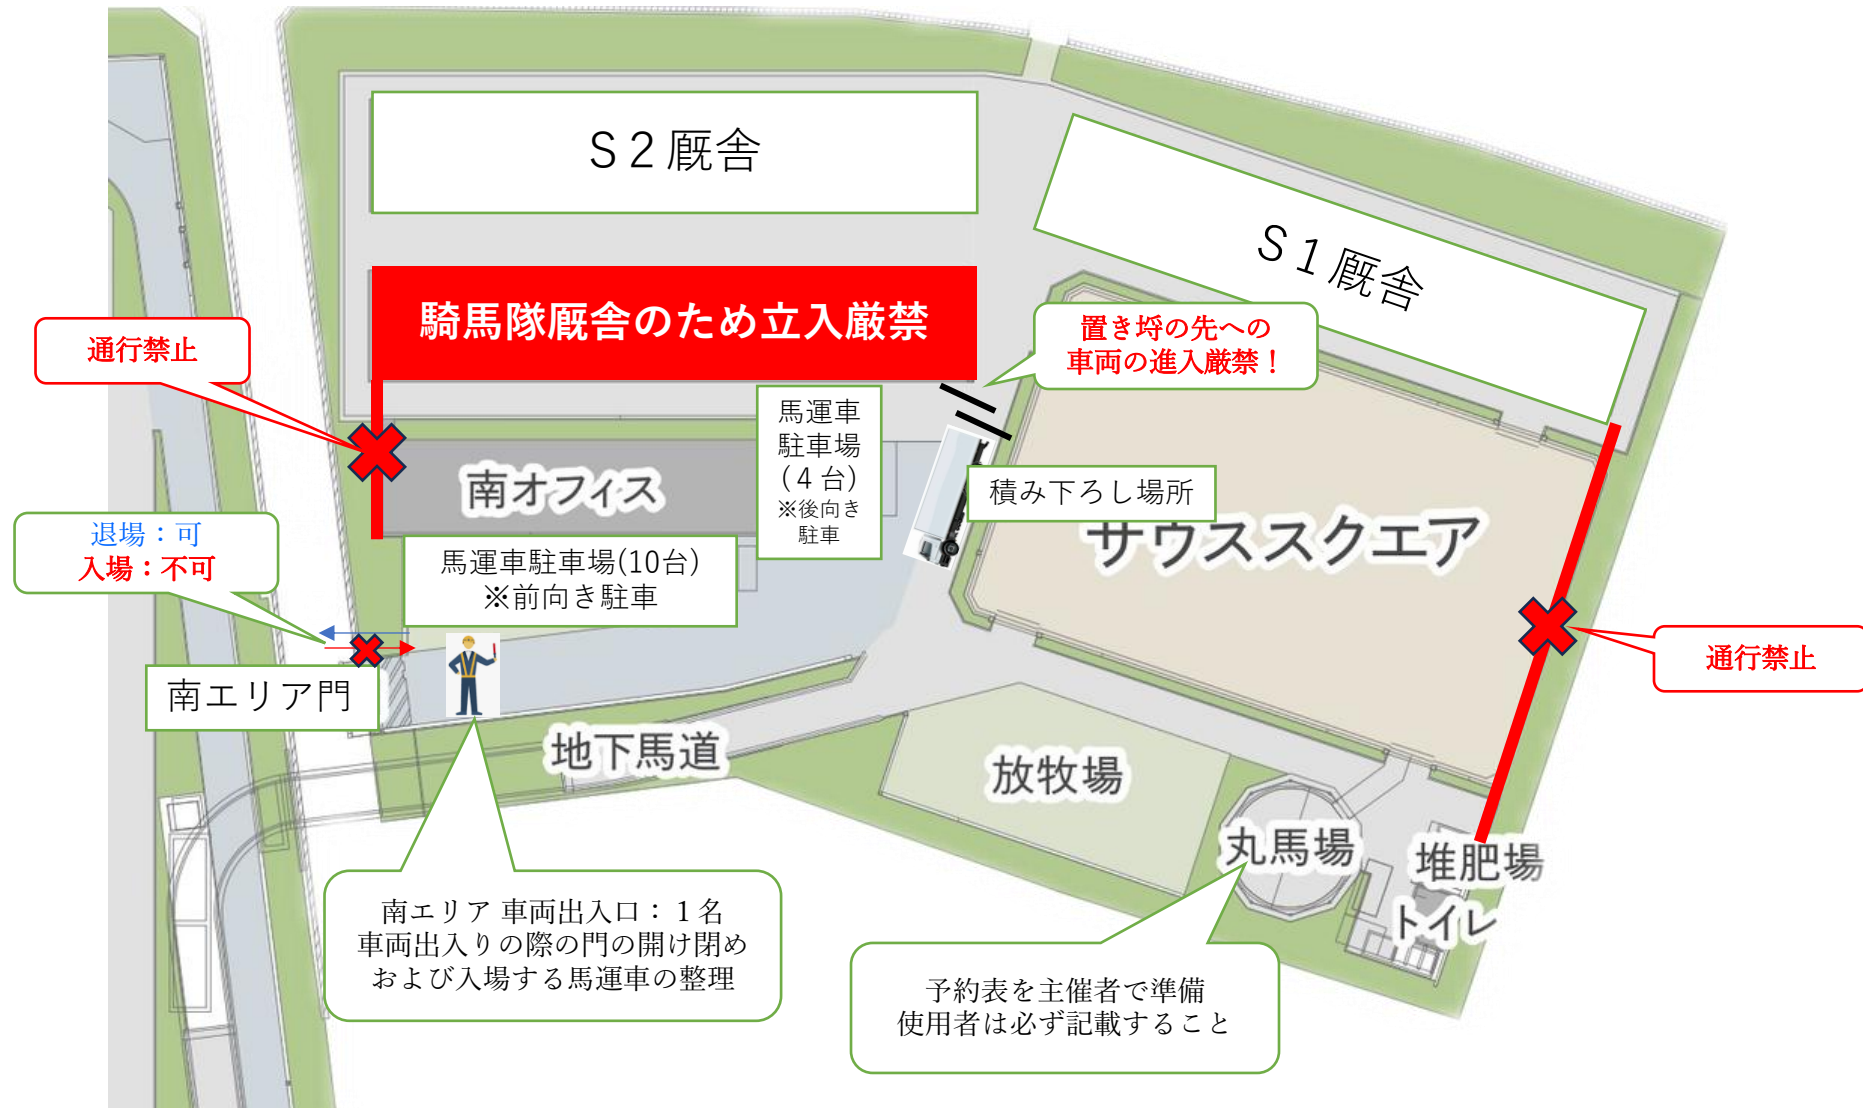 S2厩舎
S1厩舎
騎馬隊厩舎のため立入厳禁
通行禁止
置き埒の先への
車両の進入厳禁！
馬運車
駐車場
(４台)
※後向き
駐車
南オフィス
積み下ろし場所
サウススクエア
退場：可
入場：不可
馬運車駐車場(10台)
※前向き駐車
通行禁止
南エリア門
地下馬道
放牧場
丸馬場
堆肥場
トイレ
南エリア 車両出入口：１名
車両出入りの際の門の開け閉め
および入場する馬運車の整理
予約表を主催者で準備
使用者は必ず記載すること